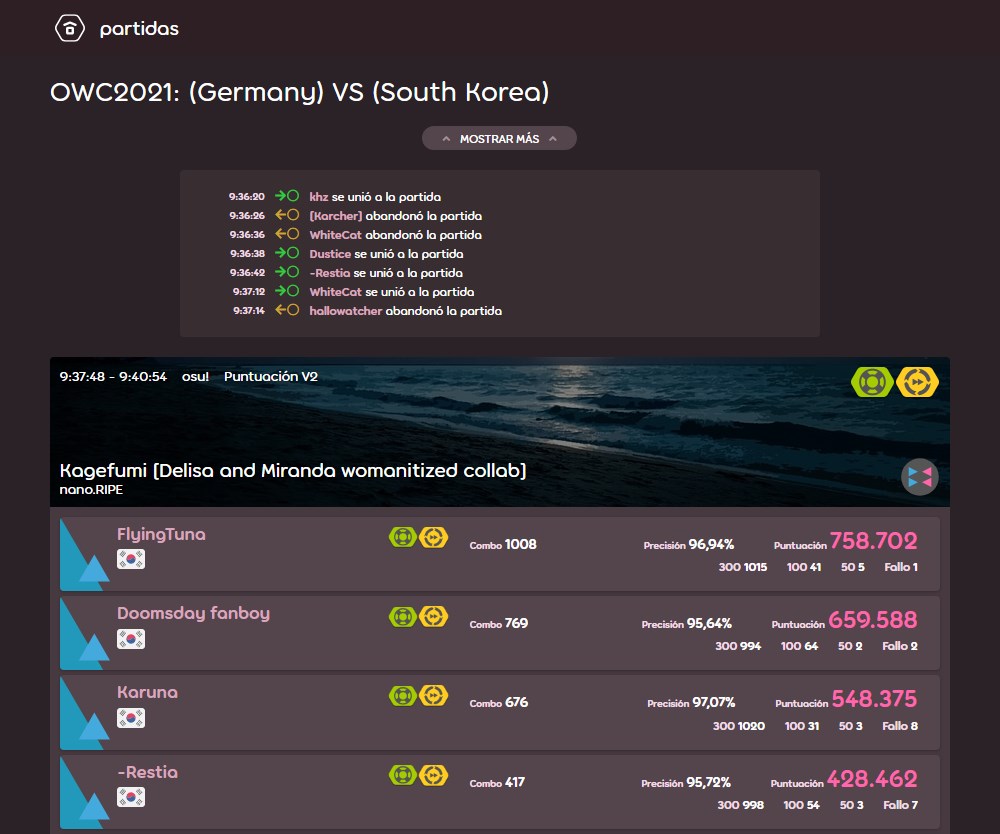 partidas
OWC2021: (Germany) VS (South Korea)
MOSTRAR MÁS
9:36:20 khz se unió a la partida
9:36:26 [Karcher] abandonó la partida
9:36:36 WhiteCat abandonó la partida
9:36:38 Dustice se unió a la partida
9:36:42 -Restia se unió a la partida
9:37:12 WhiteCat se unió a la partida
9:37:14 hallowatcher abandonó la partida
9:37:48 - 9:40:54 osu! Puntuación V2
Kagefumi [Delisa and Miranda womanitized collab]
nano.RIPE
FlyingTuna
Combo 1008 Precisión 96,94% Puntuación 758.702
300 1015 100 41 50 5 Fallo 1
Doomsday fanboy
Combo 769 Precisión 95,64% Puntuación 659.588
300 994 100 64 50 2 Fallo 2
Karuna
Combo 676 Precisión 97,07% Puntuación 548.375
300 1020 100 31 50 3 Fallo 8
-Restia
Combo 417 Precisión 95,72% Puntuación 428.462
300 998 100 54 50 3 Fallo 7